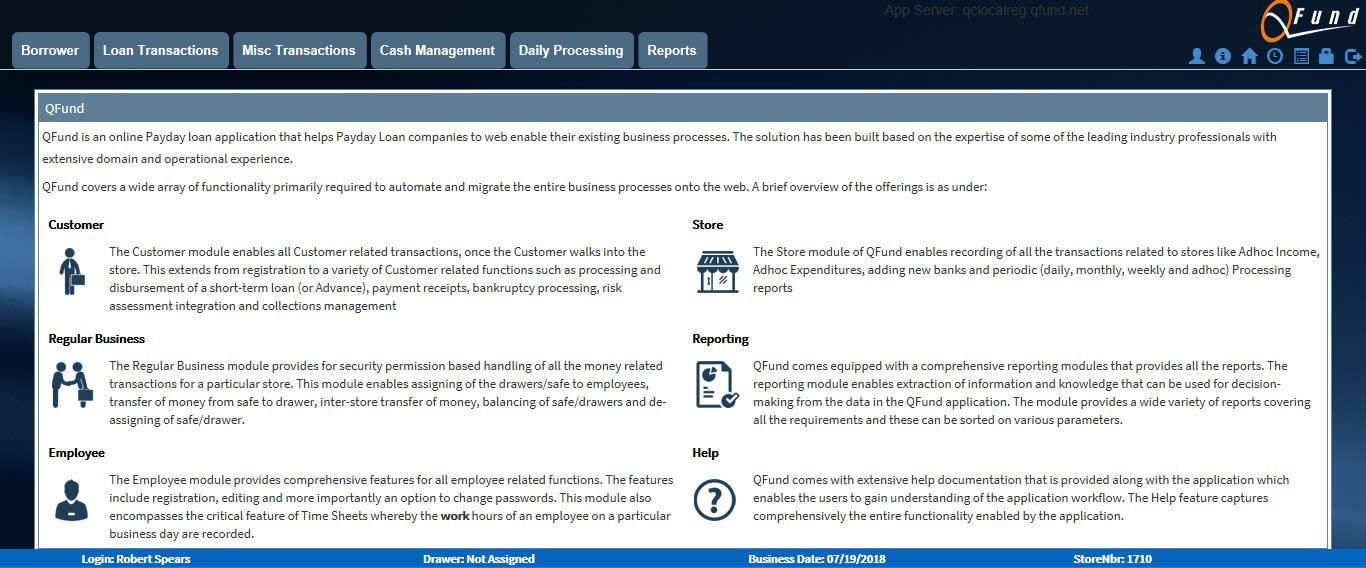 App Server: qclocalreg.qfund.net
QFund
Borrower
Loan Transactions
Misc Transactions
Cash Management
Daily Processing
Reports
QFund
QFund is an online Payday loan application that helps Payday Loan companies to web enable their existing business processes. The solution has been built based on the expertise of some of the leading industry professionals with
extensive domain and operational experience.
QFund covers a wide array of functionality primarily required to automate and migrate the entire business processes onto the web. A brief overview of the offerings is as under:
Customer
The Customer module enables all Customer related transactions, once the Customer walks into the
store. This extends from registration to a variety of Customer related functions such as processing and
disbursement of a short-term loan (or Advance), payment receipts, bankruptcy processing, risk
assessment integration and collections management
Store
The Store module of QFund enables recording of all the transactions related to stores like Adhoc Income,
Adhoc Expenditures, adding new banks and periodic (daily, monthly, weekly and adhoc) Processing
reports
Regular Business
The Regular Business module provides for security permission based handling of all the money related
transactions for a particular store. This module enables assigning of the drawers/safe to employees,
transfer of money from safe to drawer, inter-store transfer of money, balancing of safe/drawers and de-
assigning of safe/drawer.
Reporting
QFund comes equipped with a comprehensive reporting modules that provides all the reports. The
reporting module enables extraction of information and knowledge that can be used for decision-
making from the data in the QFund application. The module provides a wide variety of reports covering
all the requirements and these can be sorted on various parameters.
Employee
The Employee module provides comprehensive features for all employee related functions. The features
include registration, editing and more importantly an option to change passwords. This module also
encompasses the critical feature of Time Sheets whereby the work hours of an employee on a particular
business day are recorded.
Help
QFund comes with extensive help documentation that is provided along with the application which
enables the users to gain understanding of the application workflow. The Help feature captures
comprehensively the entire functionality enabled by the application.
Login: Robert Spears
Drawer: Not Assigned
Business Date: 07/19/2018
StoreNbr: 1710